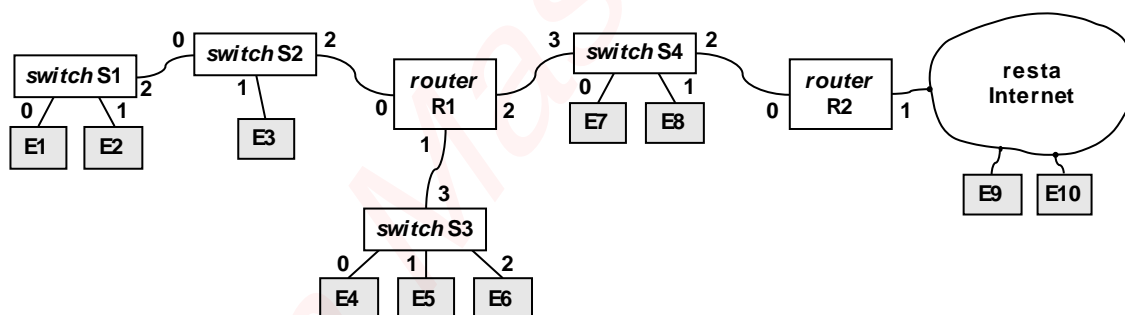 0
2
3
2
switch S1
2
switch S2
switch S4
router
R1
router
R2
resta
Internet
0
1
1
0
1
0
2
0
1
E1
E2
E3
1
E7
E8
E9
E10
3
switch S3
0
1
2
E4
E5
E6